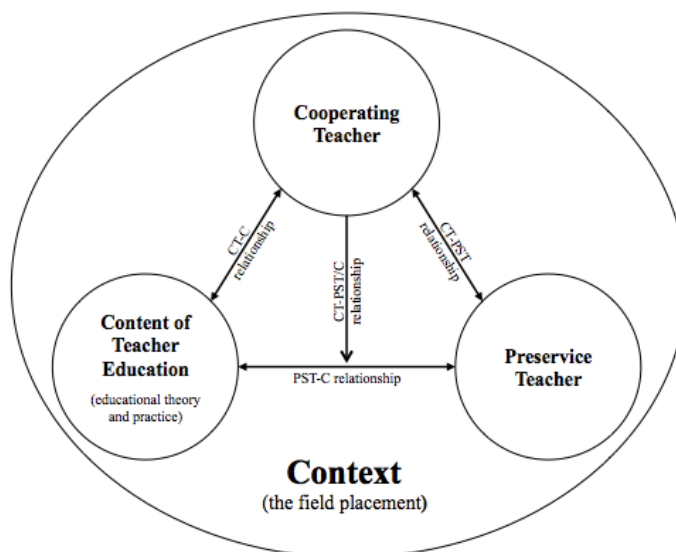 Cooperating
Teacher
CT-C
relationship
CT-PST/C
relationship
CT-PST
relationship
Content of
Teacher
Education
(educational theory
and practice)
Preservice
Teacher
PST-C relationship
Context
(the field placement)